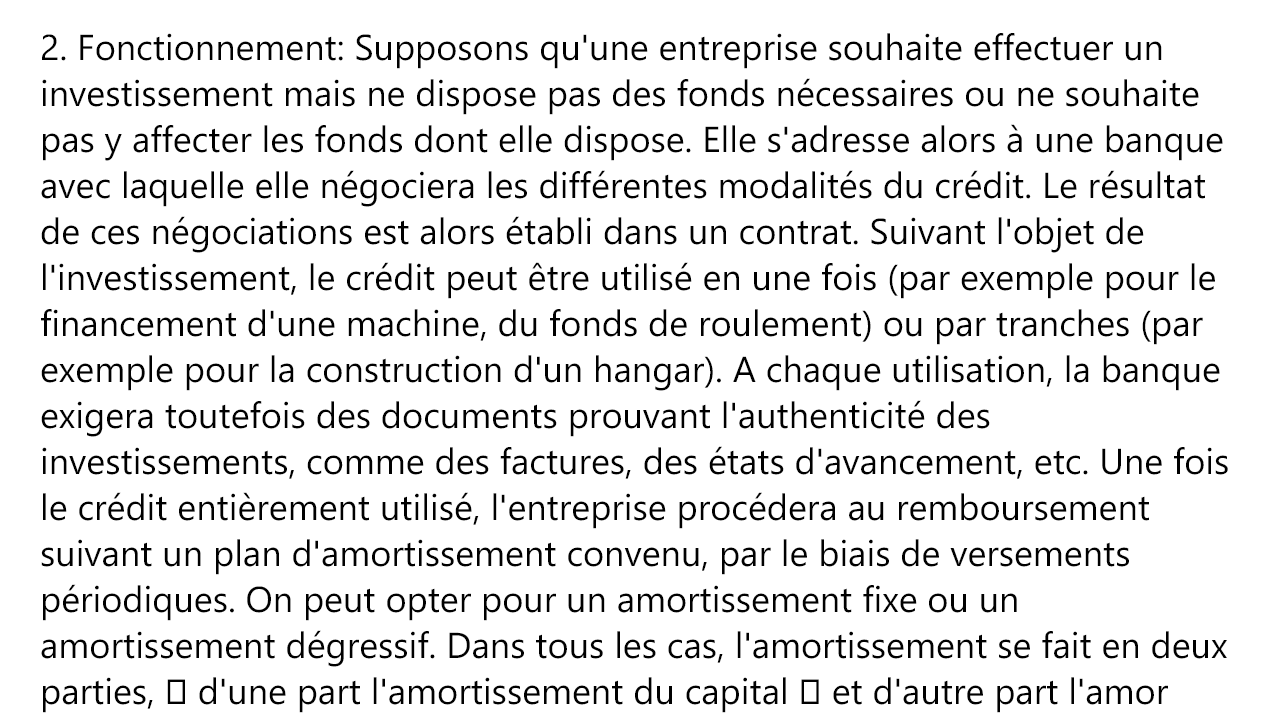 2. Fonctionnement: Supposons qu'une entreprise souhaite effectuer un
investissement mais ne dispose pas des fonds nécessaires ou ne souhaite
pas y affecter les fonds dont elle dispose. Elle s'adresse alors à une banque
avec laquelle elle négociera les différentes modalités du crédit. Le résultat
de ces négociations est alors établi dans un contrat. Suivant l'objet de
l'investissement, le crédit peut être utilisé en une fois (par exemple pour le
financement d'une machine, du fonds de roulement) ou par tranches (par
exemple pour la construction d'un hangar). A chaque utilisation, la banque
exigera toutefois des documents prouvant l'authenticité des
investissements, comme des factures, des états d'avancement, etc. Une fois
le crédit entièrement utilisé, l'entreprise procédera au remboursement
suivant un plan d'amortissement convenu, par le biais de versements
périodiques. On peut opter pour un amortissement fixe ou un
amortissement dégressif. Dans tous les cas, l'amortissement se fait en deux
parties, ▯ d'une part l'amortissement du capital ▯ et d'autre part l'amor